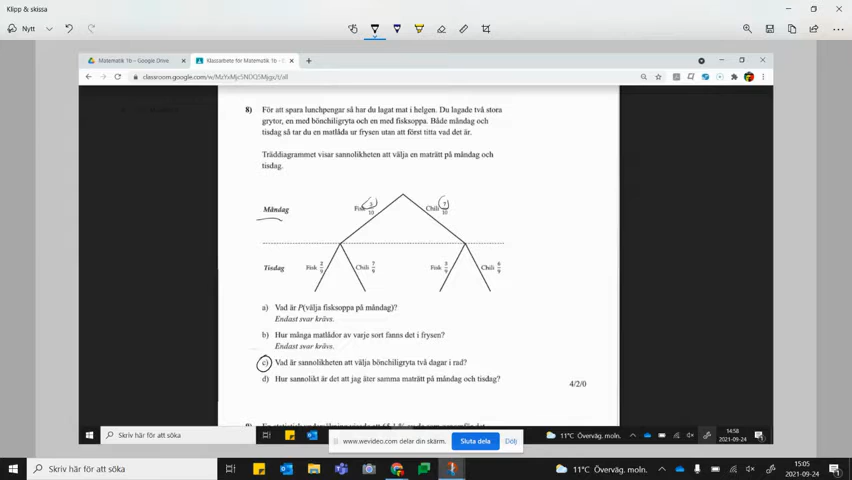 Klipp & skissa
Nytt
Matematik 1b – Google Drive
Klassarbete för Matematik 1b - d
classroom.google.com/w/MzYxMjc5NDQ5Mjgx/t/all
8) För att spara lunchpengar så har du lagat mat i helgen. Du lagade två stora
grytor, en med bönchiligryta och en med fisksoppa. Både måndag och
tisdag så tar du en matlåda ur frysen utan att först titta vad det är.
Träddiagrammet visar sannolikheten att välja en maträtt på måndag och
tisdag.
Måndag Fisk 3/10 Chili 7/10
Tisdag Fisk 2/9 Chili 7/9 Fisk 3/9 Chili 6/9
a) Vad är P(välja fisksoppa på måndag)?
Endast svar krävs.
b) Hur många matlådor av varje sort fanns det i frysen?
Endast svar krävs.
c) Vad är sannolikheten att välja bönchiligryta två dagar i rad?
d) Hur sannolikt är det att jag äter samma maträtt på måndag och tisdag?
4/2/0
Skriv här för att söka
11°C Överväg. moln.
14:58
2021-09-24
www.wevideo.com delar din skärm.
Sluta dela
Dölj
Skriv här för att söka
11°C Överväg. moln.
15:05
2021-09-24